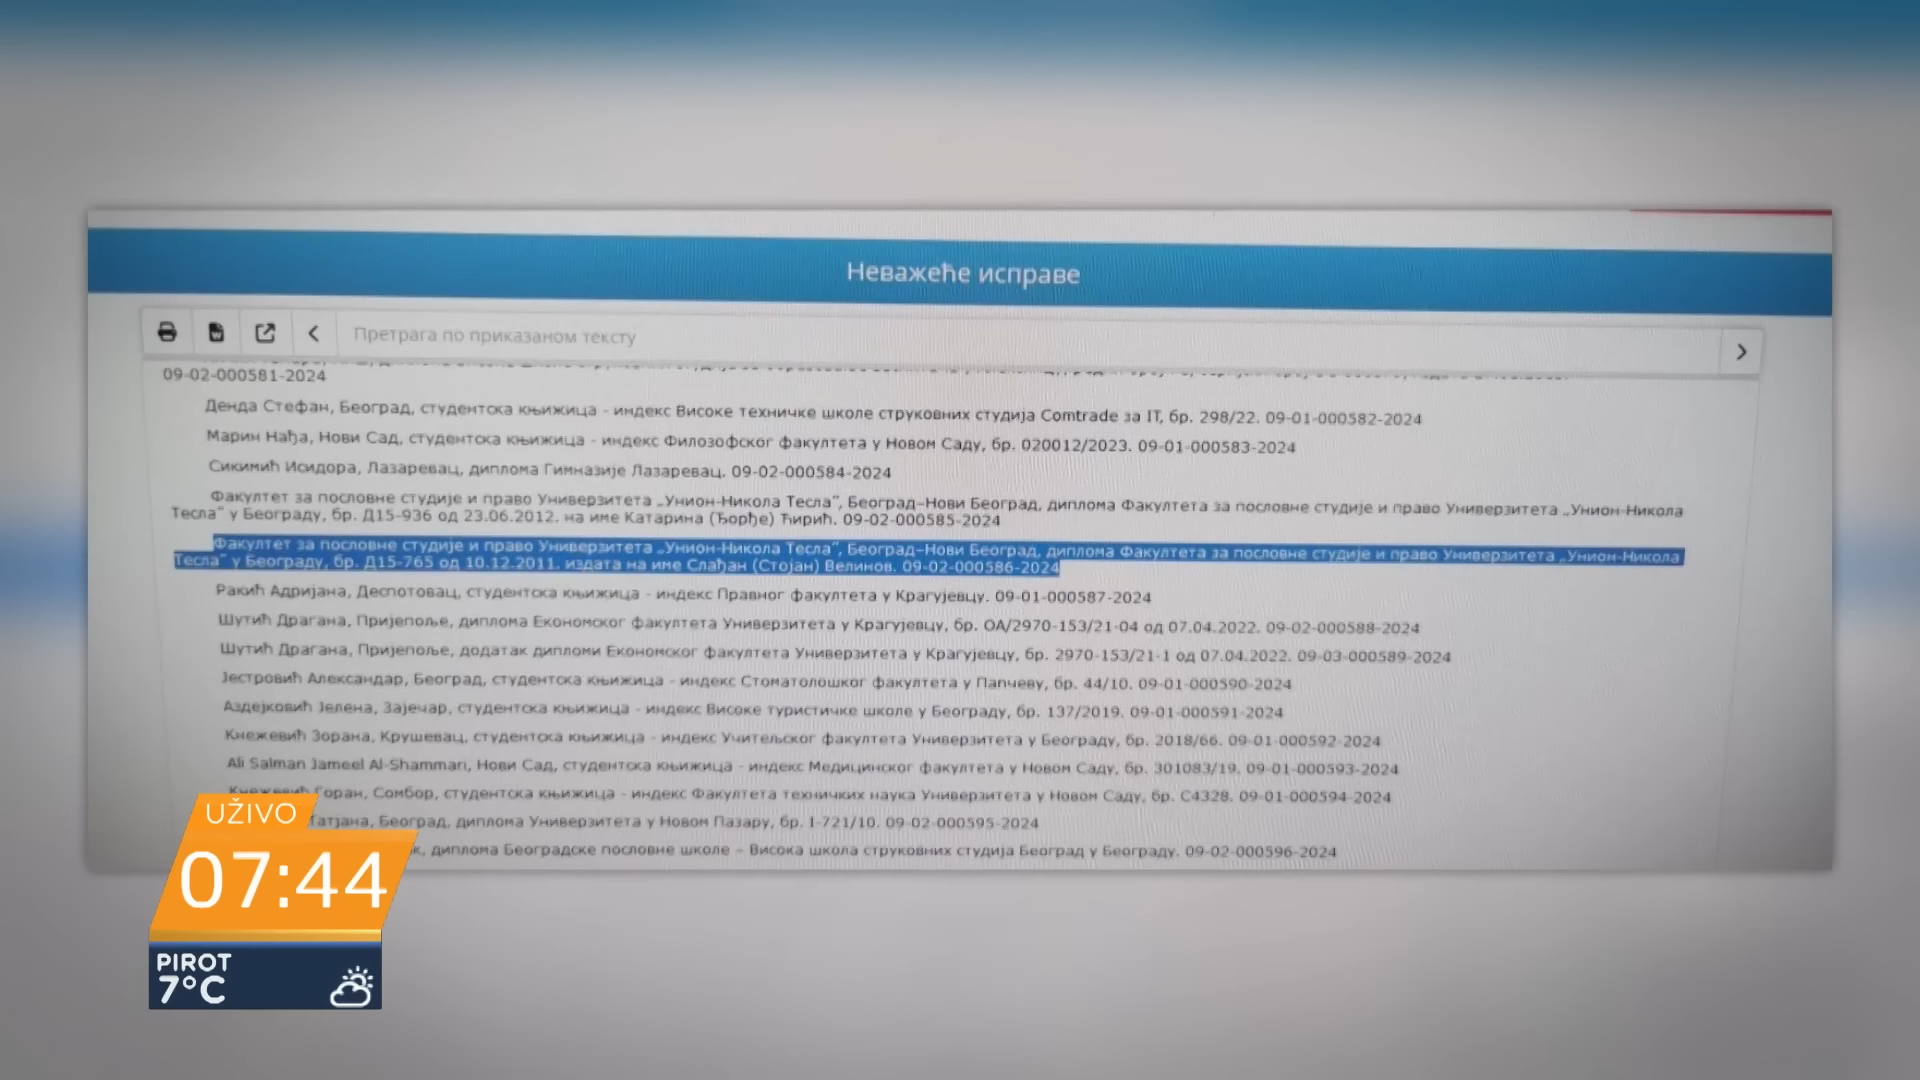 Неважеће исправе
Претрага по приказаном тексту
09-02-000581-2024
Денда Стефан, Београд, студентска књижица - индекс Високе техничке школе струковних студија Comtrade за IT, бр. 298/22. 09-01-000582-2024
Марин Нађа, Нови Сад, студентска књижица - индекс Филозофског факултета у Новом Саду, бр. 020012/2023. 09-01-000583-2024
Сикимић Исидора, Лазаревац, диплома Гимназије Лазаревац. 09-02-000584-2024
Факултет за пословне студије и право Универзитета „Унион-Никола Тесла“, Београд–Нови Београд, диплома Факултета за пословне студије и право Универзитета „Унион-Никола
Тесла“ у Београду, бр. Д15-936 од 23.06.2012. на име Катарина (Ђорђе) Ћирић. 09-02-000585-2024
Факултет за пословне студије и право Универзитета „Унион-Никола Тесла“, Београд–Нови Београд, диплома Факултета за пословне студије и право Универзитета „Унион-Никола
Тесла“ у Београду, бр. Д15-765 од 10.12.2011. издата на име Слађан (Стојан) Велинов. 09-02-000586-2024
Ракић Адријана, Деспотовац, студентска књижица - индекс Правног факултета у Крагујевцу. 09-01-000587-2024
Шутић Драгана, Пријепоље, диплома Економског факултета Универзитета у Крагујевцу, бр. ОА/2970-153/21-04 од 07.04.2022. 09-02-000588-2024
Шутић Драгана, Пријепоље, додатак дипломи Економског факултета Универзитета у Крагујевцу, бр. 2970-153/21-1 од 07.04.2022. 09-03-000589-2024
Јестровић Александар, Београд, студентска књижица - индекс Стоматолошког факултета у Панчеву, бр. 44/10. 09-01-000590-2024
Аздејковић Јелена, Зајечар, студентска књижица - индекс Високе туристичке школе у Београду, бр. 137/2019. 09-01-000591-2024
Кнежевић Зорана, Крушевац, студентска књижица - индекс Учитељског факултета Универзитета у Београду, бр. 2018/66. 09-01-000592-2024
Ali Salman Jameel Al-Shammari, Нови Сад, студентска књижица - индекс Медицинског факултета у Новом Саду, бр. 301083/19. 09-01-000593-2024
Кнежевић Горан, Сомбор, студентска књижица - индекс Факултета техничких наука Универзитета у Новом Саду, бр. С4328. 09-01-000594-2024
Татјана, Београд, диплома Универзитета у Новом Пазару, бр. I-721/10. 09-02-000595-2024
диплома Београдске пословне школе – Висока школа струковних студија Београд у Београду. 09-02-000596-2024
UŽIVO
07:44
PIROT
7°C